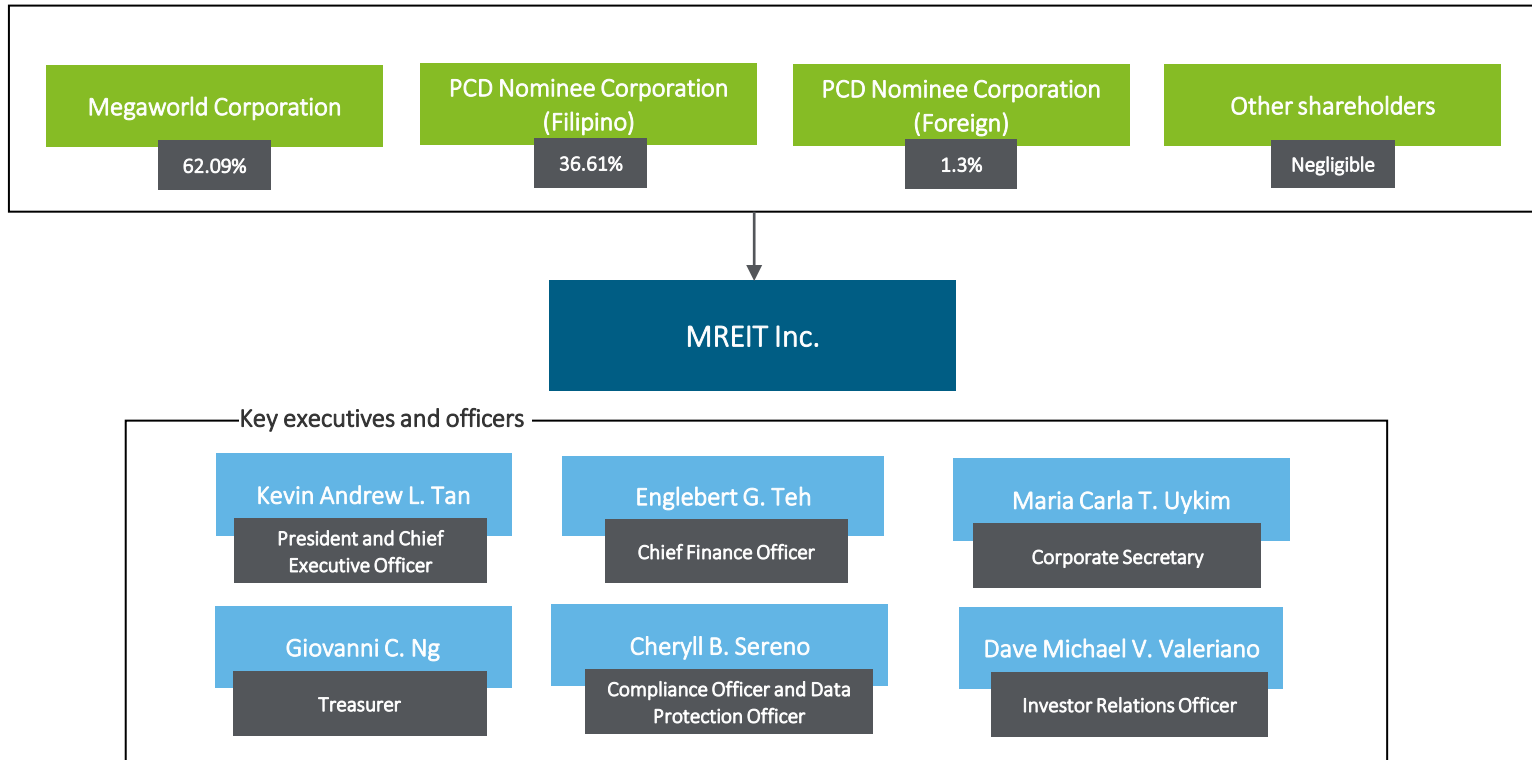 Megaworld Corporation
62.09%
PCD Nominee Corporation
(Filipino)
36.61%
PCD Nominee Corporation
(Foreign)
1.3%
Other shareholders
Negligible
MREIT Inc.
Key executives and officers
Kevin Andrew L. Tan
President and Chief
Executive Officer
Englebert G. Teh
Chief Finance Officer
Maria Carla T. Uykim
Corporate Secretary
Giovanni C. Ng
Treasurer
Cheryll B. Sereno
Compliance Officer and Data
Protection Officer
Dave Michael V. Valeriano
Investor Relations Officer